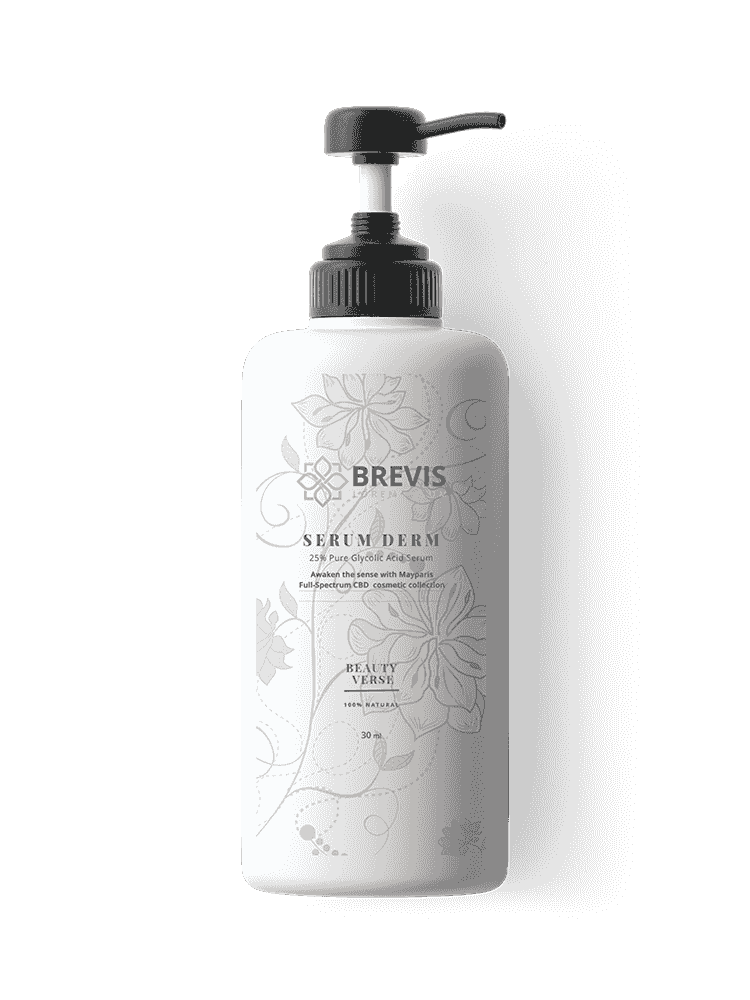 BREVIS
LOREM
SERUM DERM
25% Pure Glycolic Acid Serum
Awaken the sense with Mayparis
Full-Spectrum CBD cosmetic collection
BEAUTY
VERSE
100% NATURAL
30 ml